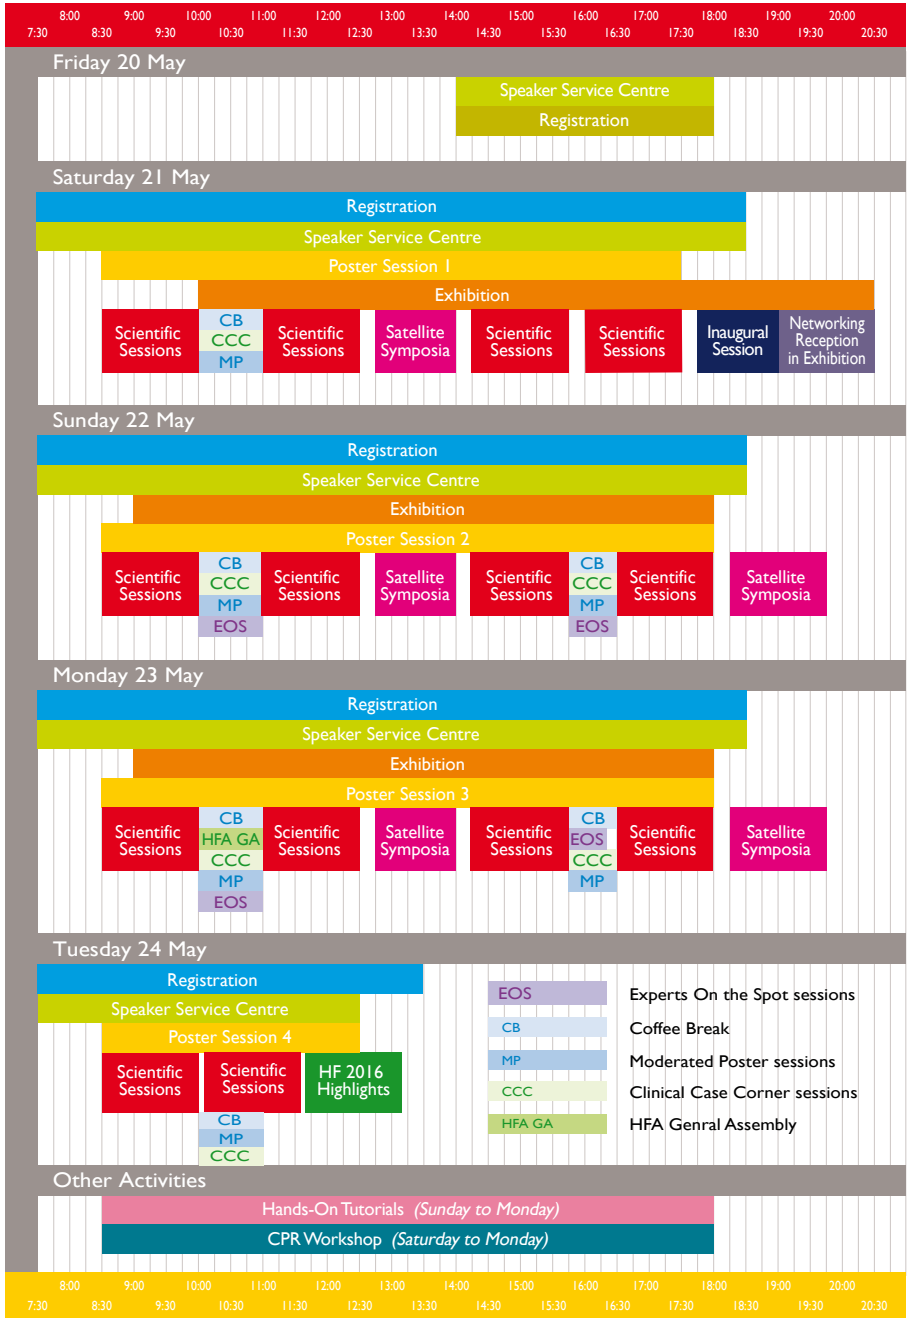 8:00 9:00 10:00 11:00 12:00 13:00 14:00 15:00 16:00 17:00 18:00 19:00 20:00
7:30 8:30 9:30 10:30 11:30 12:30 13:30 14:30 15:30 16:30 17:30 18:30 19:30 20:30
Friday 20 May
Speaker Service Centre
Registration
Saturday 21 May
Registration
Speaker Service Centre
Poster Session 1
Exhibition
Scientific
Sessions
CB
CCC
MP
Scientific
Sessions
Satellite
Symposia
Scientific
Sessions
Scientific
Sessions
Inaugural
Session
Networking
Reception
in Exhibition
Sunday 22 May
Registration
Speaker Service Centre
Exhibition
Poster Session 2
Scientific
Sessions
CB
CCC
MP
EOS
Scientific
Sessions
Satellite
Symposia
Scientific
Sessions
CB
CCC
MP
EOS
Scientific
Sessions
Satellite
Symposia
Monday 23 May
Registration
Speaker Service Centre
Exhibition
Poster Session 3
Scientific
Sessions
CB
HFA GA
CCC
MP
EOS
Scientific
Sessions
Satellite
Symposia
Scientific
Sessions
CB
EOS
CCC
MP
Scientific
Sessions
Satellite
Symposia
Tuesday 24 May
Registration
Speaker Service Centre
Poster Session 4
Scientific
Sessions
Scientific
Sessions
HF 2016
Highlights
CB
MP
CCC
EOS Experts On the Spot sessions
CB Coffee Break
MP Moderated Poster sessions
CCC Clinical Case Corner sessions
HFA GA HFA Genral Assembly
Other Activities
Hands-On Tutorials (Sunday to Monday)
CPR Workshop (Saturday to Monday)
8:00 9:00 10:00 11:00 12:00 13:00 14:00 15:00 16:00 17:00 18:00 19:00 20:00
7:30 8:30 9:30 10:30 11:30 12:30 13:30 14:30 15:30 16:30 17:30 18:30 19:30 20:30